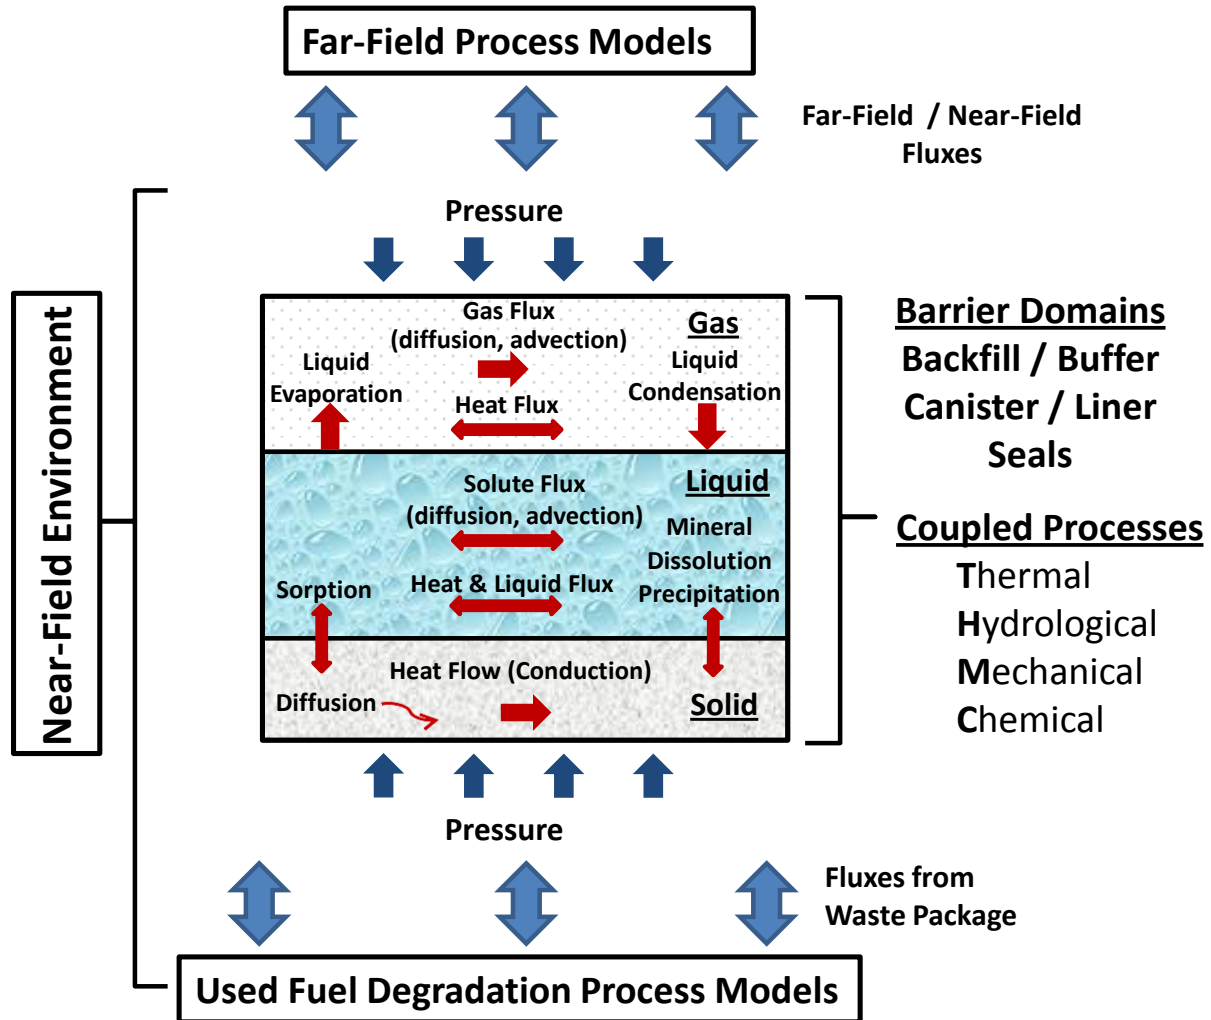 Far-Field Process Models
Far-Field / Near-Field
Fluxes
Pressure
Near-Field Environment
Gas Flux
(diffusion, advection)
Gas
Liquid
Evaporation
Liquid
Condensation
Heat Flux
Solute Flux
(diffusion, advection)
Liquid
Mineral
Dissolution
Precipitation
Sorption
Heat & Liquid Flux
Heat Flow (Conduction)
Diffusion
Solid
Barrier Domains
Backfill / Buffer
Canister / Liner
Seals
Coupled Processes
Thermal
Hydrological
Mechanical
Chemical
Pressure
Fluxes from
Waste Package
Used Fuel Degradation Process Models